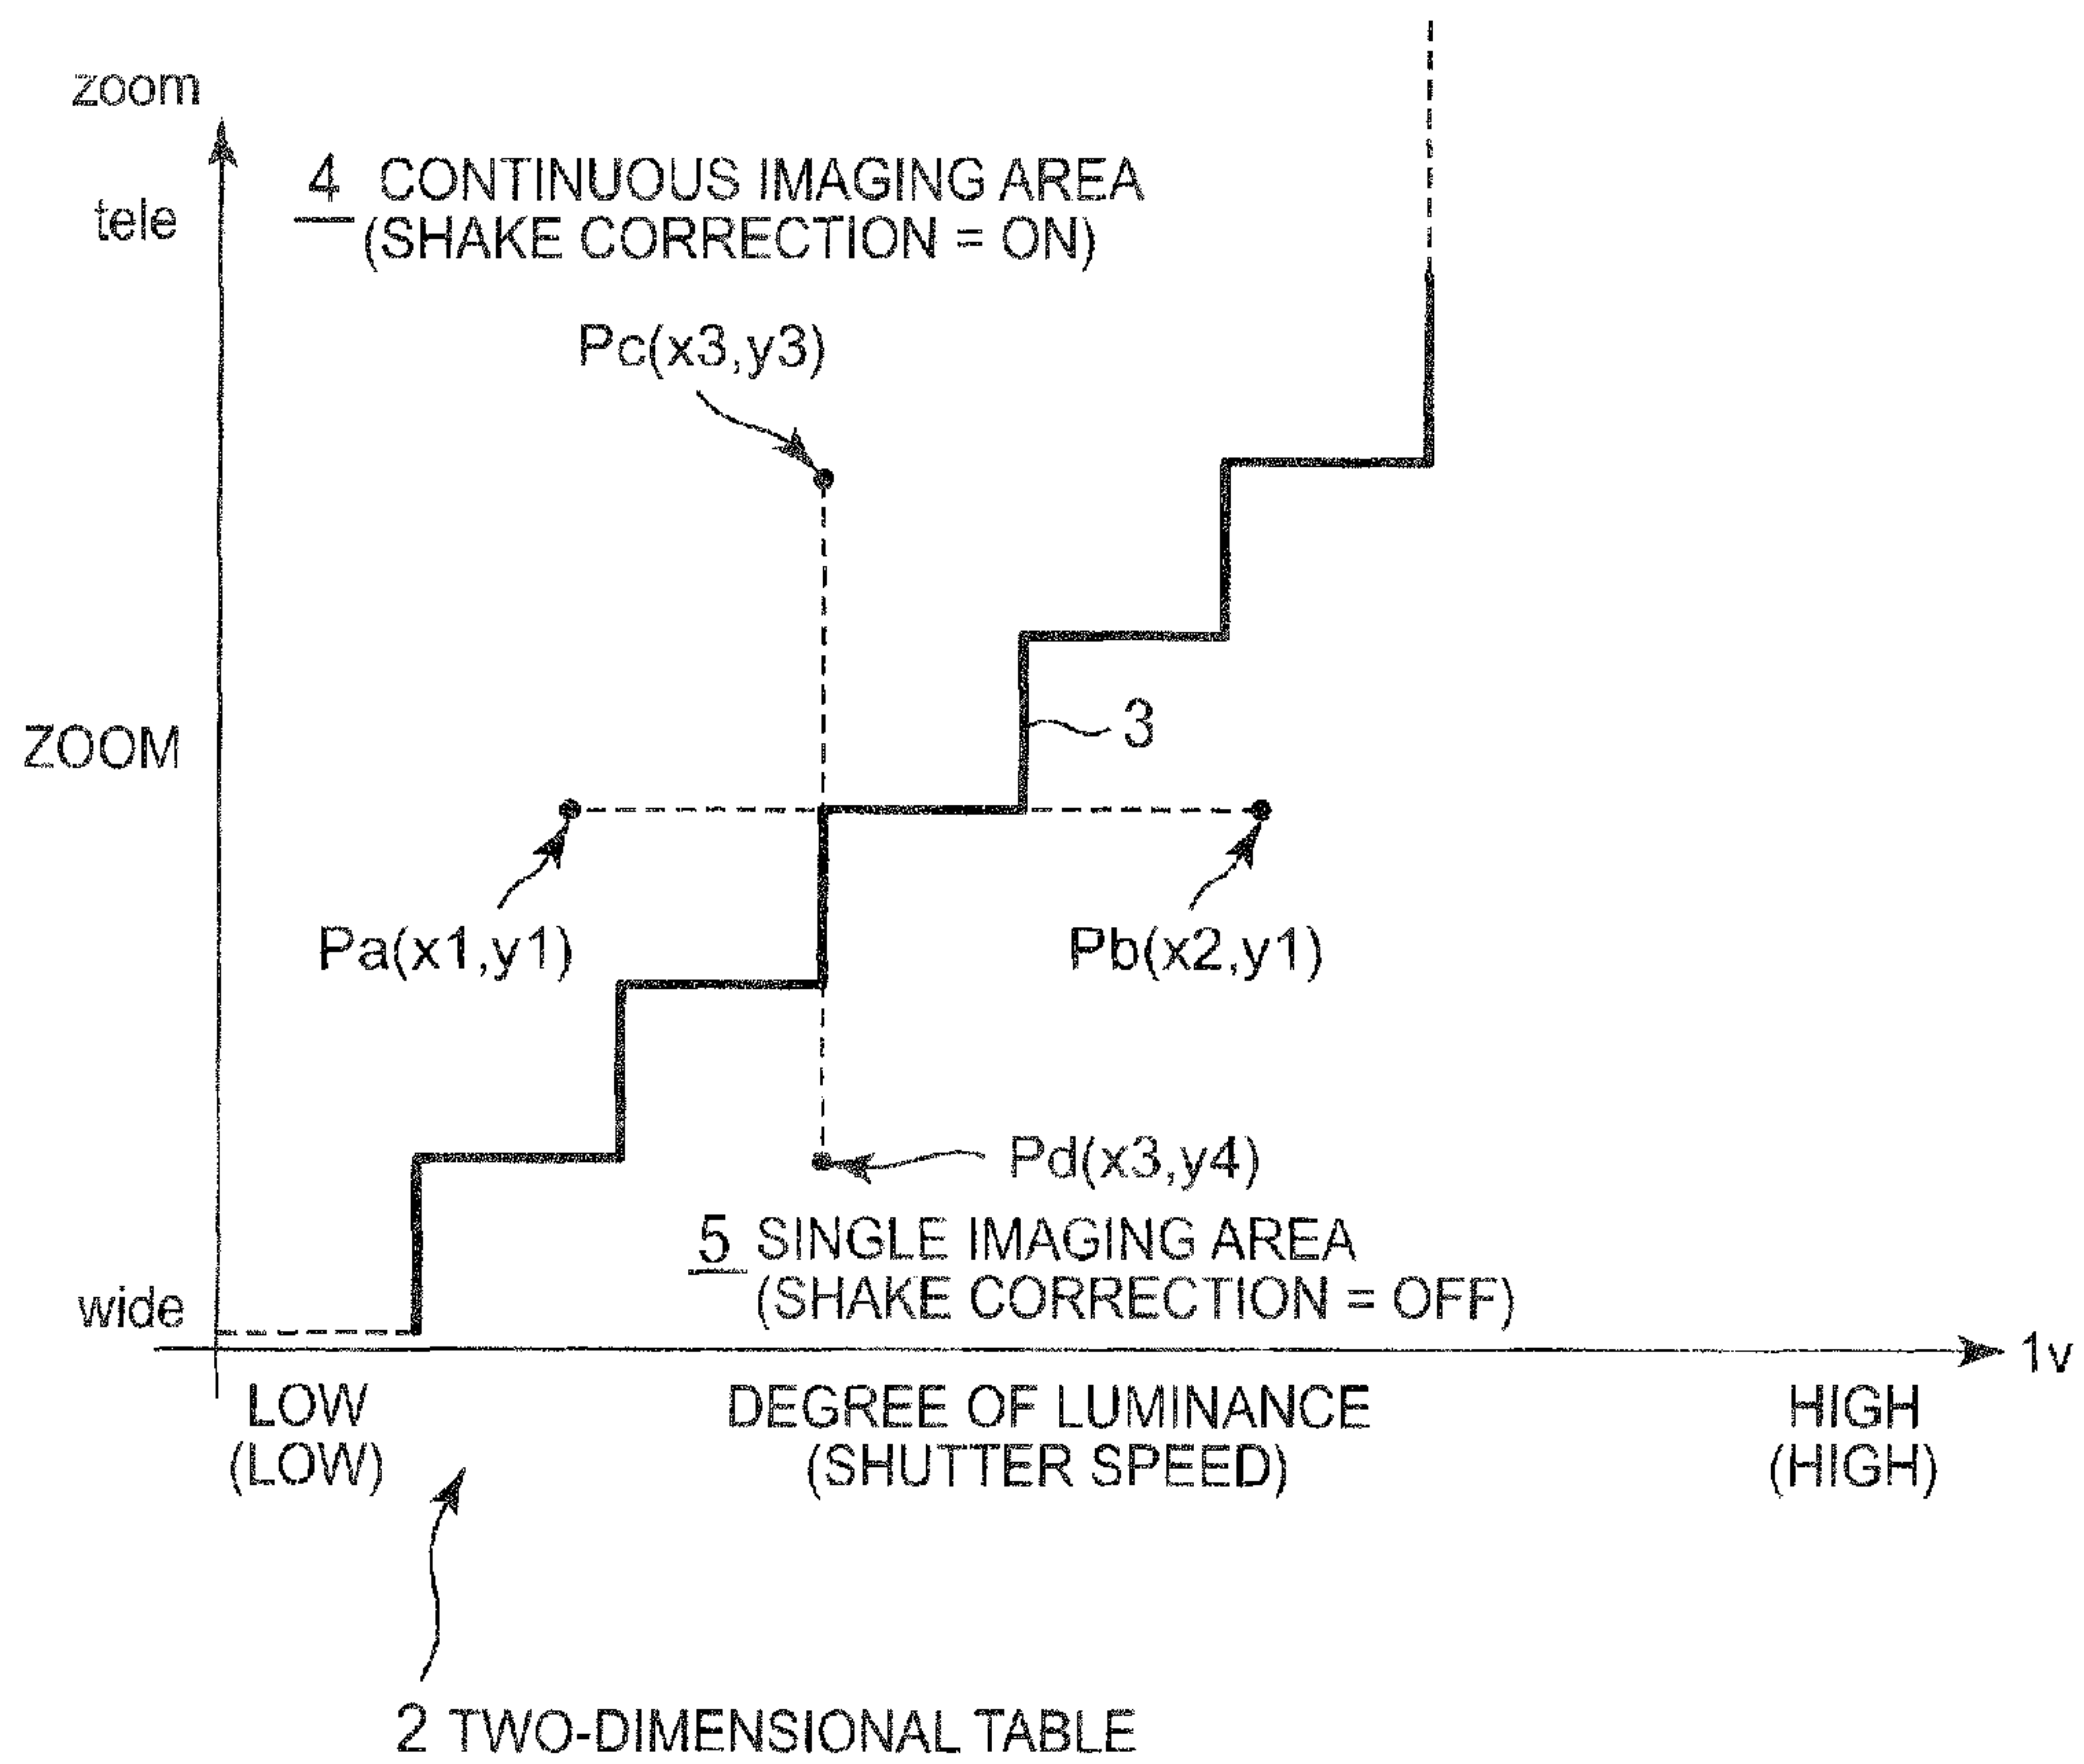 zoom
tele
4 CONTINUOUS IMAGING AREA
(SHAKE CORRECTION = ON)
Pc(x3,y3)
ZOOM
3
Pa(x1,y1)
Pb(x2,y1)
Pd(x3,y4)
5 SINGLE IMAGING AREA
(SHAKE CORRECTION = OFF)
wide
1v
LOW
(LOW)
DEGREE OF LUMINANCE
(SHUTTER SPEED)
HIGH
(HIGH)
2 TWO-DIMENSIONAL TABLE